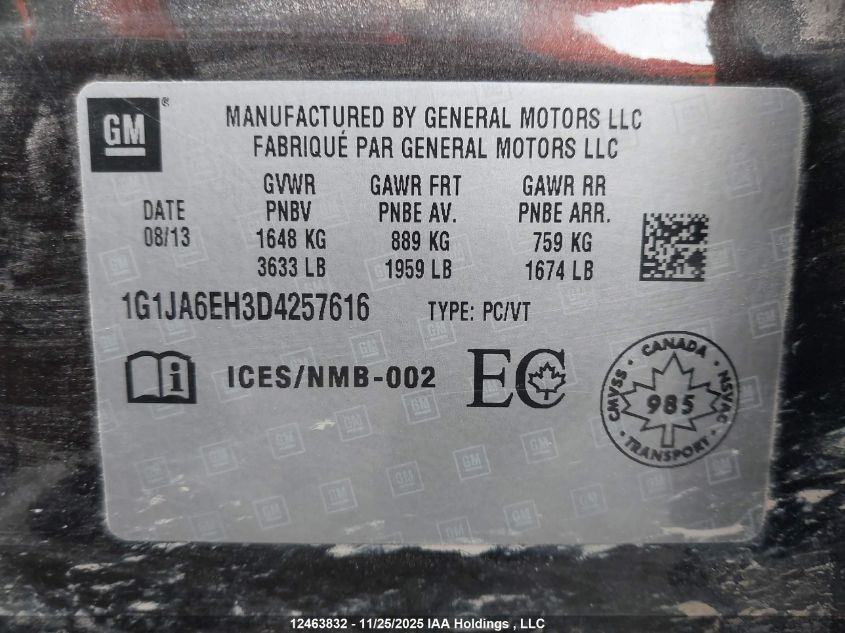 GM ®
MANUFACTURED BY GENERAL MOTORS LLC
FABRIQUÉ PAR GENERAL MOTORS LLC
GVWR GAWR FRT GAWR RR
DATE PNBV PNBE AV. PNBE ARR.
08/13 1648 KG 889 KG 759 KG
3633 LB 1959 LB 1674 LB
1G1JA6EH3D4257616 TYPE: PC/VT
i ICES/NMB-002 EC
CANADA
CMVSS 985 NSVAC
TRANSPORT
12463832 - 11/25/2025 IAA Holdings , LLC